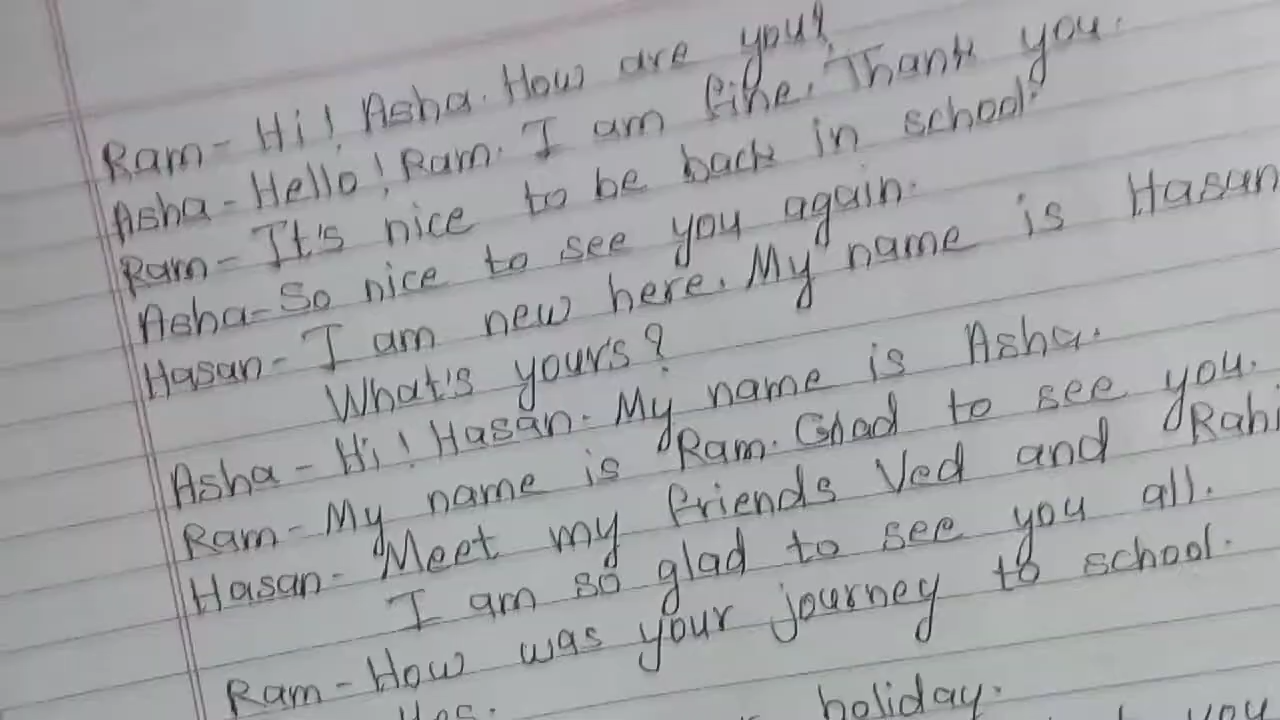 Ram - Hi! Asha. How are you?
Asha - Hello! Ram. I am fine. Thank you.
Ram - It's nice to be back in school.
Asha - So nice to see you again.
Hasan - I am new here. My name is Hasan
What's yours?
Asha - Hi! Hasan. My name is Asha.
Ram - My name is Ram. Glad to see you.
Hasan - Meet my friends Ved and Rahi
I am so glad to see you all.
Ram - How was your journey to school.
holiday.
you